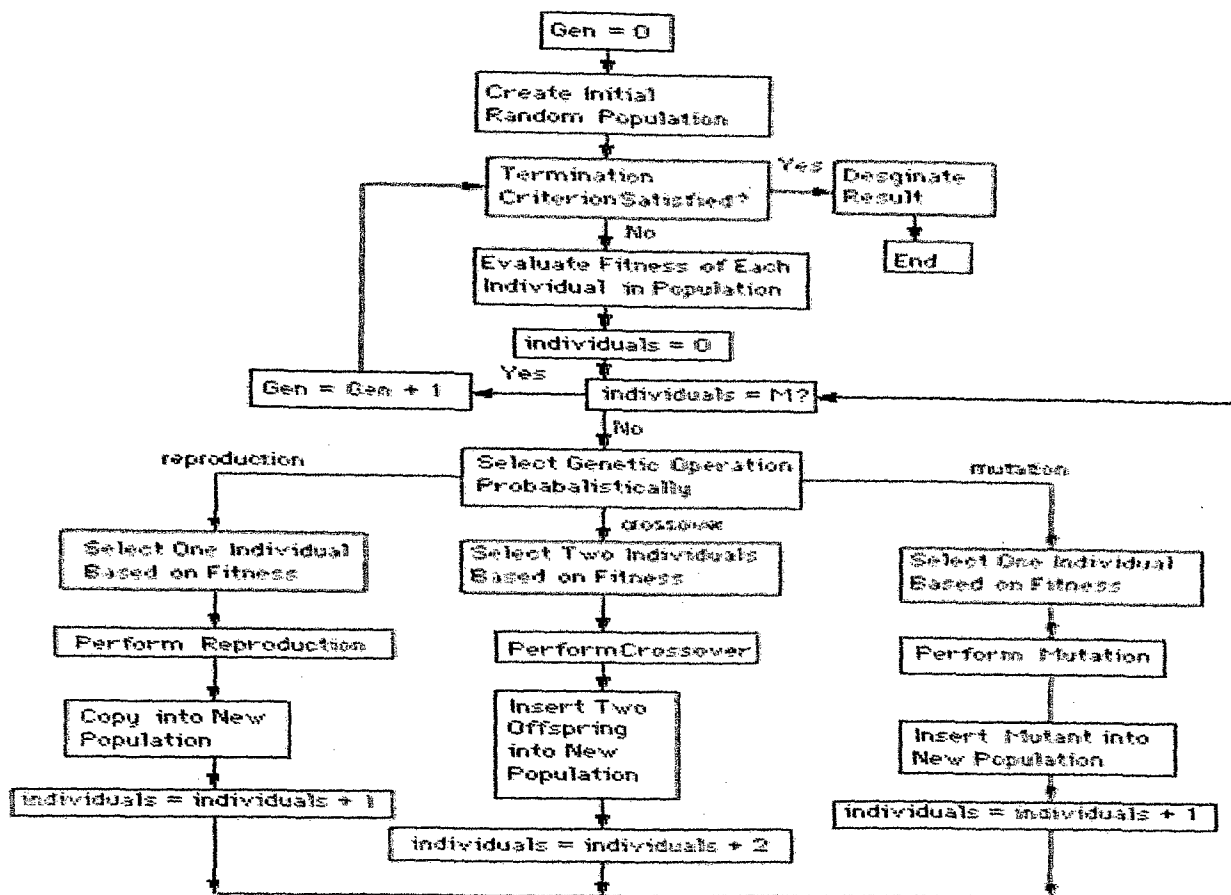 Gen = 0
Create Initial
Random Population
Termination
Criterion Satisfied?
Yes
Desginate
Result
End
No
Evaluate Fitness of Each
Individual in Population
individuals = 0
Gen = Gen + 1
Yes
individuals = M?
No
reproduction
Select Genetic Operation
Probabalistically
mutation
crossover
Select One Individual
Based on Fitness
Select Two Individuals
Based on Fitness
Select One Individual
Based on Fitness
Perform Reproduction
Perform Crossover
Perform Mutation
Copy into New
Population
Insert Two
Offspring
into New
Population
Insert Mutant into
New Population
individuals = individuals + 1
individuals = individuals + 2
individuals = individuals + 1